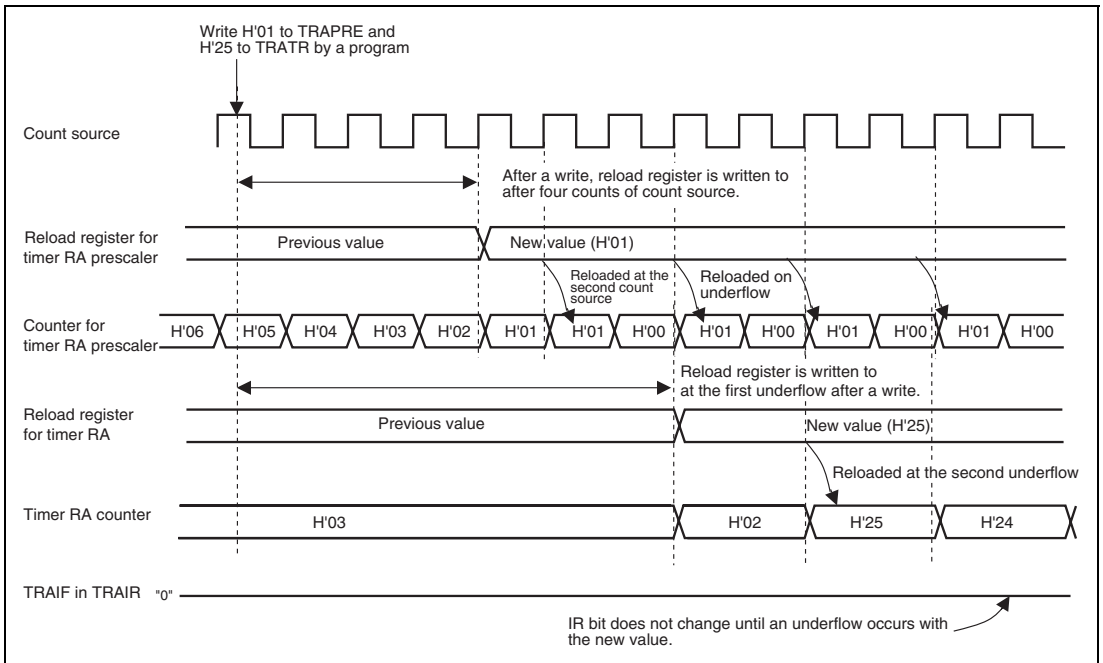 Write H'01 to TRAPRE and
H'25 to TRATR by a program
Count source
After a write, reload register is written to
after four counts of count source.
Reload register for
timer RA prescaler
Previous value
New value (H'01)
Reloaded at the
second count
source
Reloaded on
underflow
Counter for
timer RA prescaler
H'06 H'05 H'04 H'03 H'02 H'01 H'01 H'00 H'01 H'00 H'01 H'00 H'01 H'00
Reload register is written to
at the first underflow after a write.
Reload register
for timer RA
Previous value
New value (H'25)
Reloaded at the second underflow
Timer RA counter
H'03 H'02 H'25 H'24
TRAIF in TRAIR "0"
IR bit does not change until an underflow occurs with
the new value.